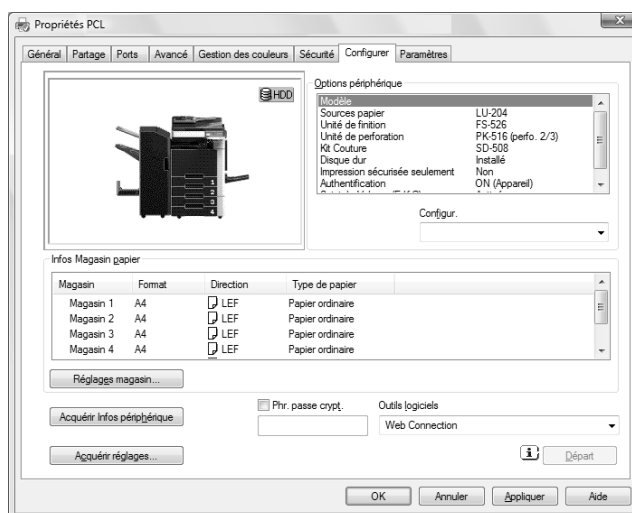 Propriétés PCL
Général Partage Ports Avancé Gestion des couleurs Sécurité Configurer Paramètres
HDD
1
2
3
4
Options périphérique
Modèle
Sources papier LU-204
Unité de finition FS-526
Unité de perforation PK-516 (perfo. 2/3)
Kit Couture SD-508
Disque dur Installé
Impression sécurisée seulement Non
Authentification ON (Appareil)
Configur.
Infos Magasin papier
Magasin Format Direction Type de papier
Magasin 1 A4 LEF Papier ordinaire
Magasin 2 A4 LEF Papier ordinaire
Magasin 3 A4 LEF Papier ordinaire
Magasin 4 A4 LEF Papier ordinaire
Réglages magasin...
Acquérir Infos périphérique
Phr. passe crypt.
Outils logiciels
Web Connection
Acquérir réglages...
Départ
OK Annuler Appliquer Aide